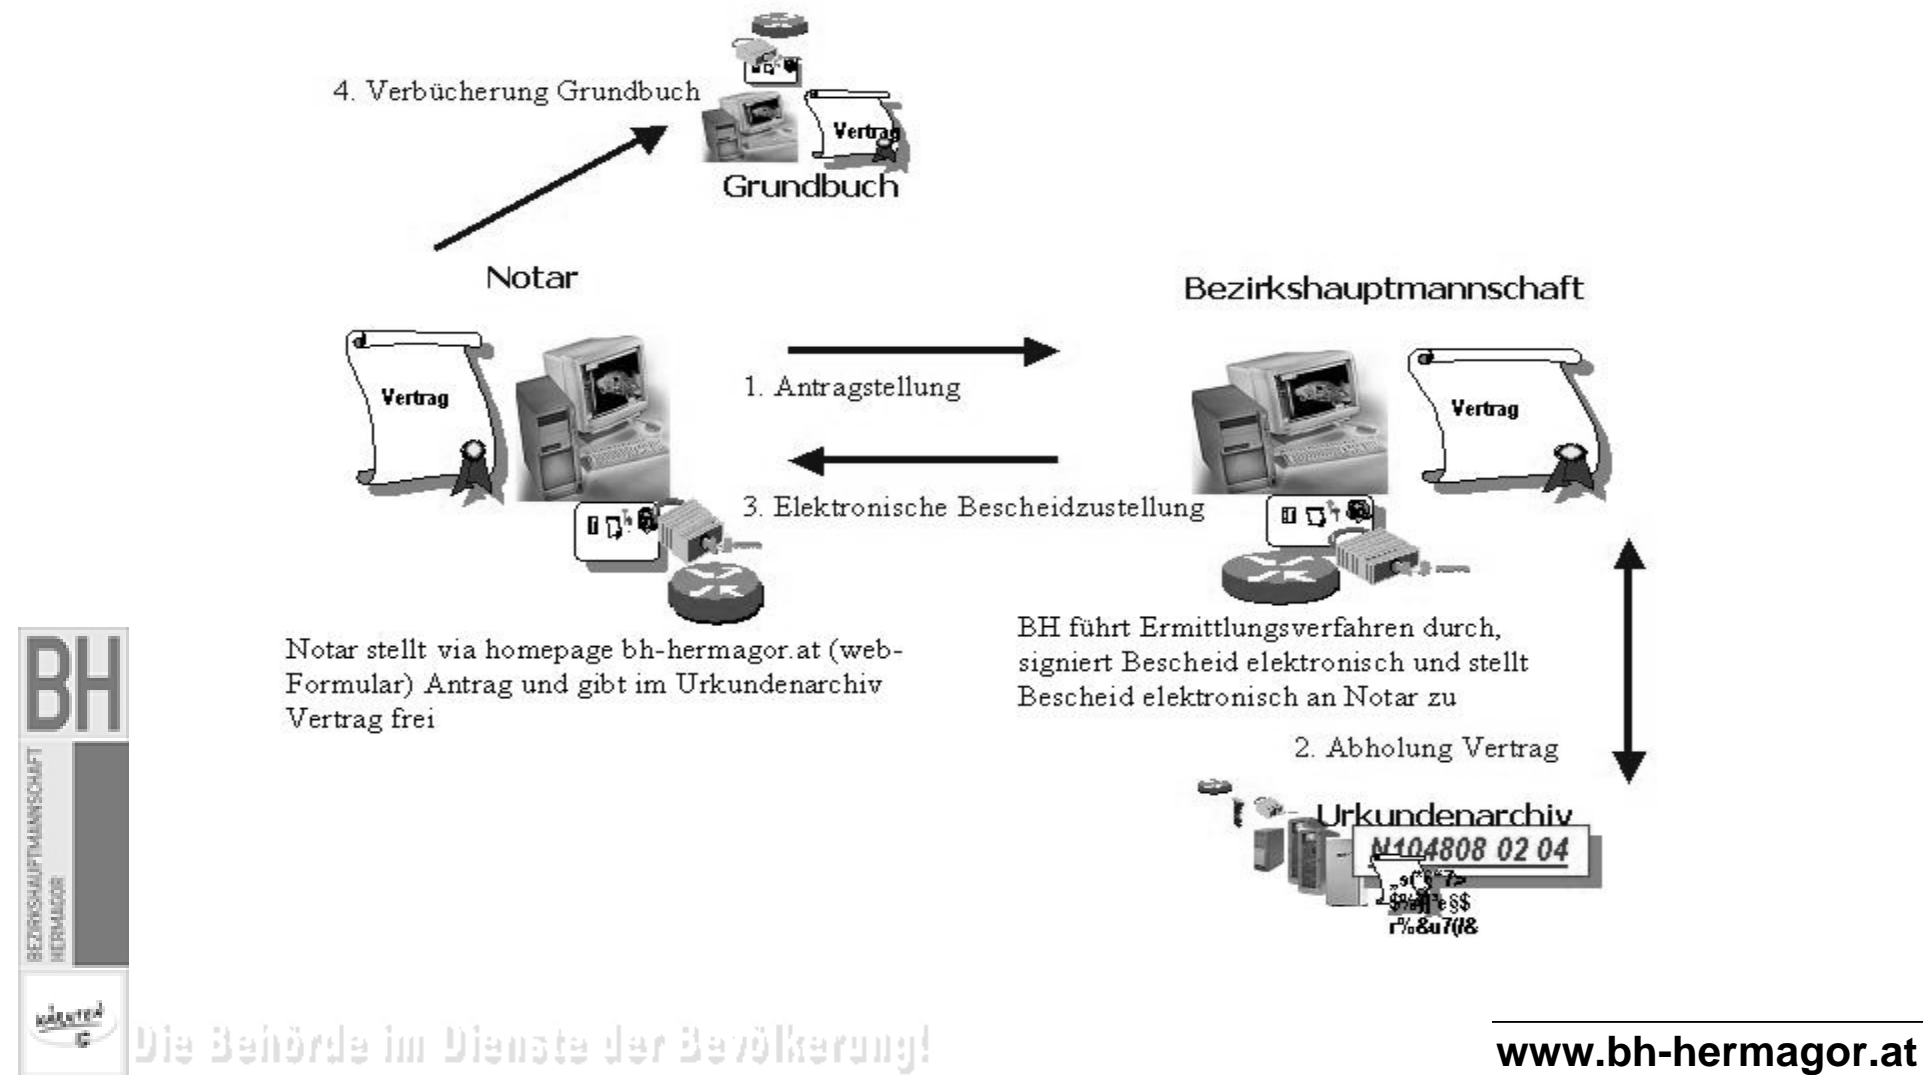 4. Verbücherung Grundbuch
Vertrag
Grundbuch
Notar
Bezirkshauptmannschaft
Vertrag
1. Antragstellung
Vertrag
3. Elektronische Bescheidzustellung
Notar stellt via homepage bh-hermagor.at (web-
Formular) Antrag und gibt im Urkundenarchiv
Vertrag frei
BH führt Ermittlungsverfahren durch,
signiert Bescheid elektronisch und stellt
Bescheid elektronisch an Notar zu
2. Abholung Vertrag
Urkundenarchiv
N104808 02 04
r%&u7(/&
BH
BEZIRKSHAUPTMANNSCHAFT
HERMAGOR
KÄRNTEN
Die Behörde im Dienste der Bevölkerung!
www.bh-hermagor.at